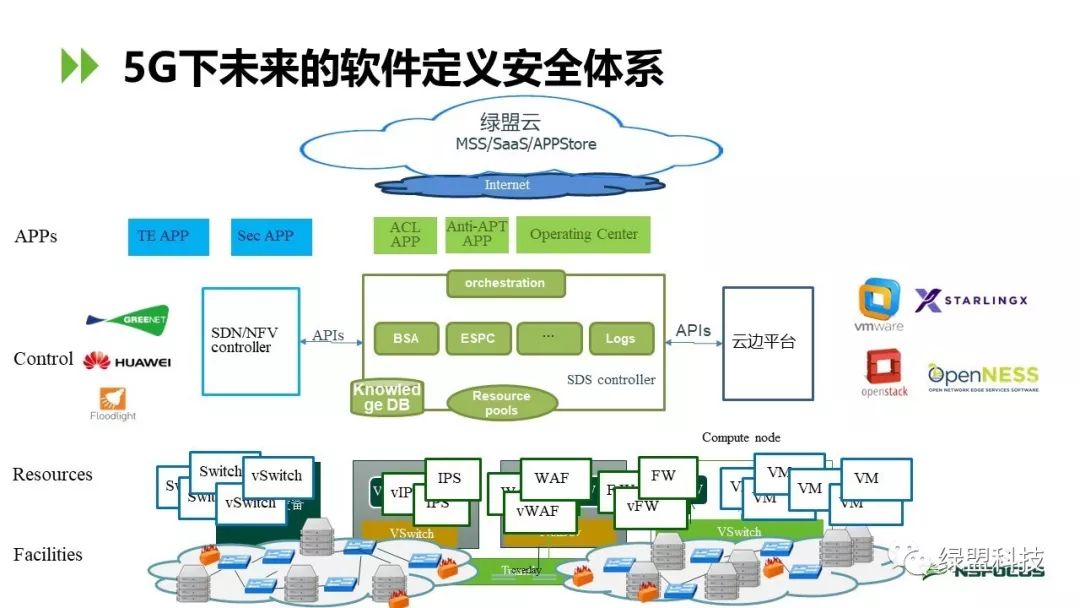 5G下未来的软件定义安全体系
绿盟云
MSS/SaaS/APPStore
Internet
APPs
TE APP
Sec APP
ACL
APP
Anti-APT
APP
Operating Center
orchestration
GREENET
SDN/NFV
controller
APIs
BSA
ESPC
...
Logs
APIs
云边平台
vmware
STARLINGX
Control
HUAWEI
SDS controller
Knowled
ge DB
Resource
pools
Floodlight
openstack
OpenNESS
OPEN NETWORK EDGE SERVICES SOFTWARE
Compute node
Resources
Switch
vSwitch
vSwitch
IPS
vIP
IPS
WAF
vWAF
FW
vFW
VM
VM
VM
VM
VM
备
VSwitch
VSwitch
Facilities
绿盟科技
NSFOCUS